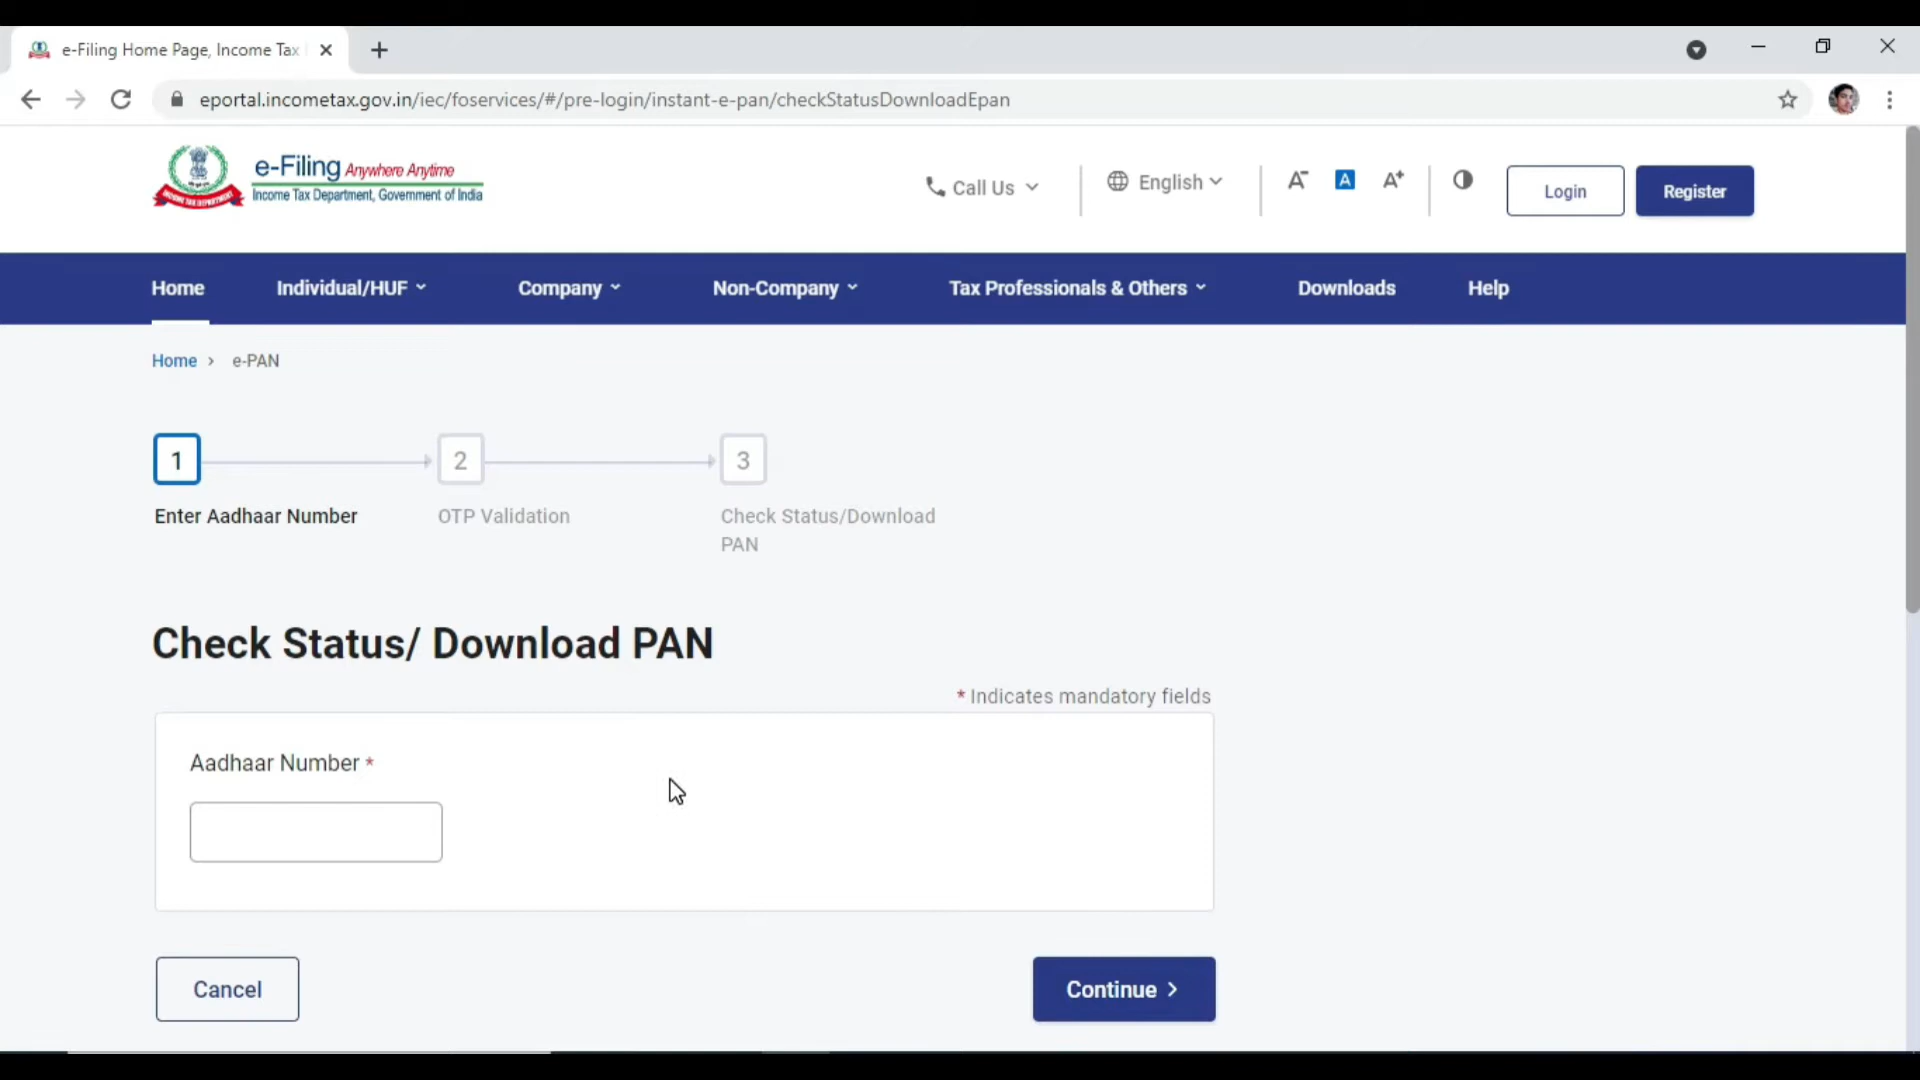 e-Filing Home Page, Income Tax
eportal.incometax.gov.in/iec/foservices/#/pre-login/instant-e-pan/checkStatusDownloadEpan
e-Filing Anywhere Anytime
Income Tax Department, Government of India
Call Us
English
A-
A
A+
Login
Register
Home
Individual/HUF
Company
Non-Company
Tax Professionals & Others
Downloads
Help
Home > e-PAN
1
2
3
Enter Aadhaar Number
OTP Validation
Check Status/Download
PAN
Check Status/ Download PAN
* Indicates mandatory fields
Aadhaar Number *
Cancel
Continue >